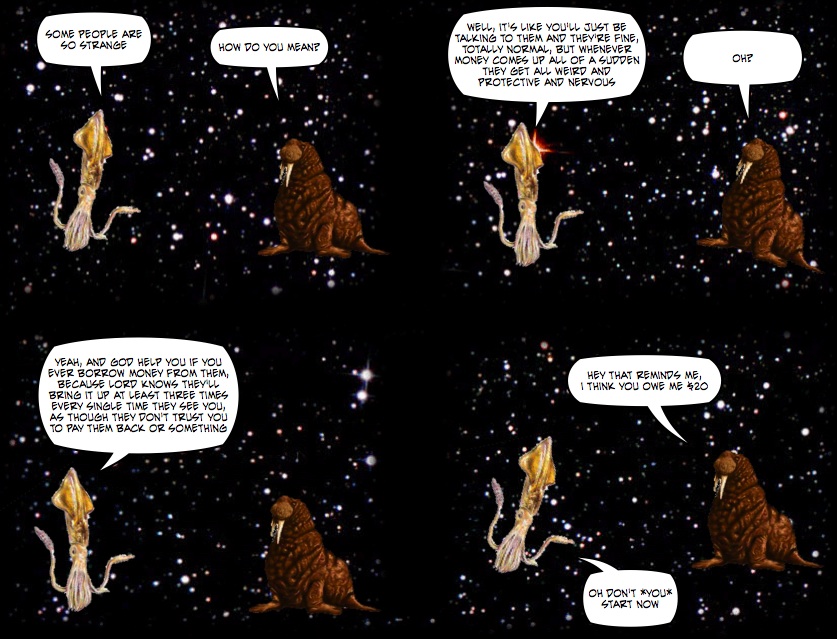 SOME PEOPLE ARE
SO STRANGE
HOW DO YOU MEAN?
WELL, IT'S LIKE YOU'LL JUST BE
TALKING TO THEM AND THEY'RE FINE,
TOTALLY NORMAL, BUT WHENEVER
MONEY COMES UP ALL OF A SUDDEN
THEY GET ALL WEIRD AND
PROTECTIVE AND NERVOUS
OH?
YEAH, AND GOD HELP YOU IF YOU
EVER BORROW MONEY FROM THEM,
BECAUSE LORD KNOWS THEY'LL
BRING IT UP AT LEAST THREE TIMES
EVERY SINGLE TIME THEY SEE YOU,
AS THOUGH THEY DON'T TRUST YOU
TO PAY THEM BACK OR SOMETHING
HEY THAT REMINDS ME,
I THINK YOU OWE ME $20
OH DON'T *YOU*
START NOW